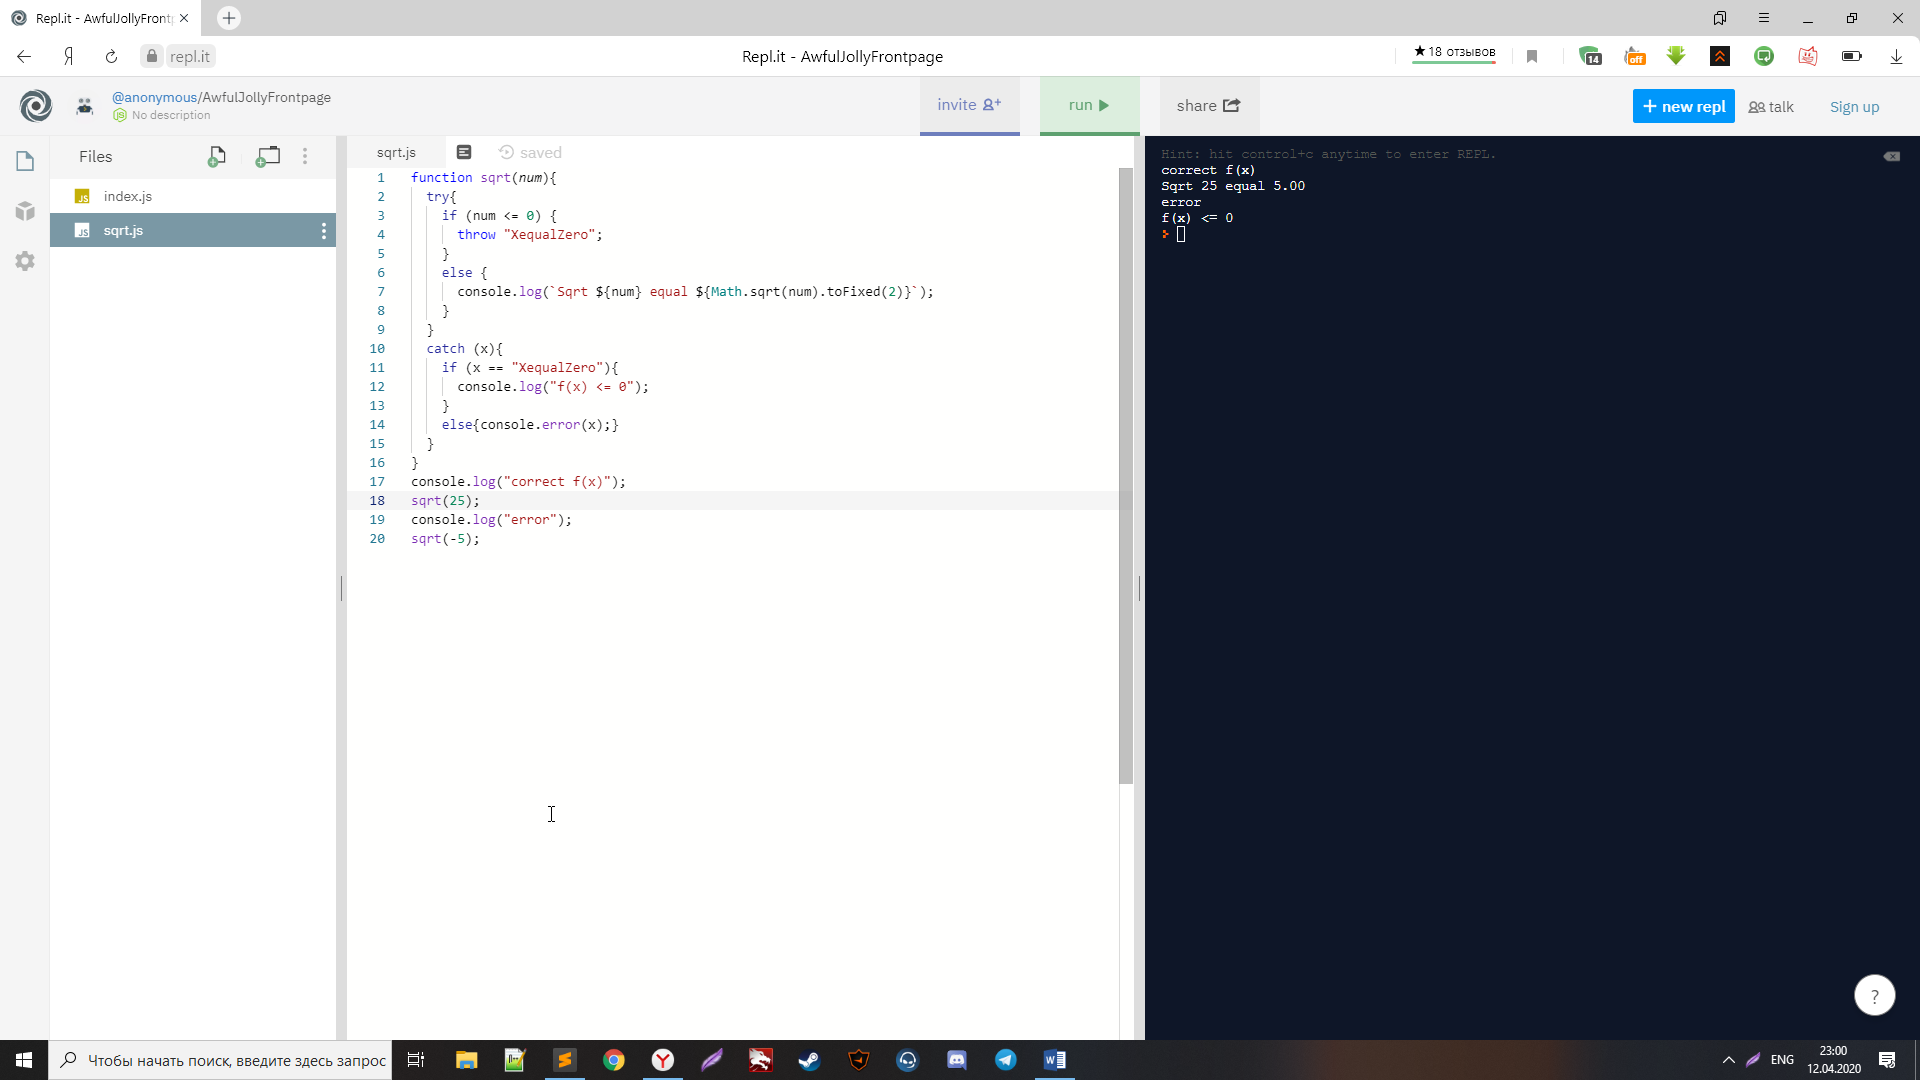 Repl.it - AwfulJollyFront
repl.it
Repl.it - AwfulJollyFrontpage
★ 18 отзывов
14
off
@anonymous/AwfulJollyFrontpage
No description
invite
run
share
+ new repl
talk
Sign up
Files
index.js
sqrt.js
sqrt.js
saved
1 function sqrt(num){
2 try{
3 if (num <= 0) {
4 throw "XequalZero";
5 }
6 else {
7 console.log(`Sqrt ${num} equal ${Math.sqrt(num).toFixed(2)}`);
8 }
9 }
10 catch (x){
11 if (x == "XequalZero"){
12 console.log("f(x) <= 0");
13 }
14 else{console.error(x);}
15 }
16 }
17 console.log("correct f(x)");
18 sqrt(25);
19 console.log("error");
20 sqrt(-5);
Hint: hit control+c anytime to enter REPL.
correct f(x)
Sqrt 25 equal 5.00
error
f(x) <= 0
?
Чтобы начать поиск, введите здесь запрос
ENG
23:00
12.04.2020